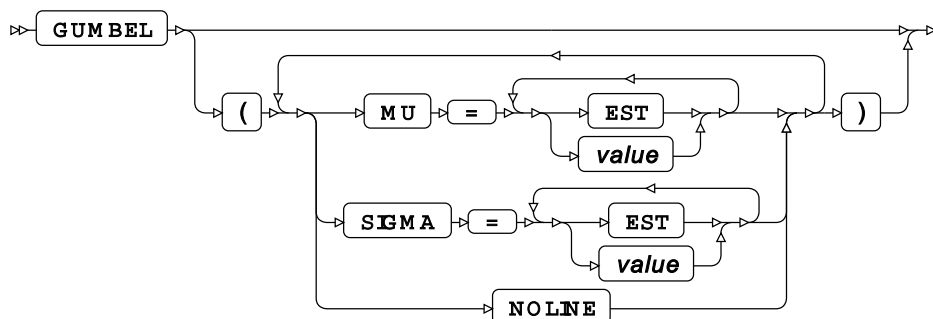 GUMBEL
( MU = EST )
value
SIGMA = EST
value
NOLINE